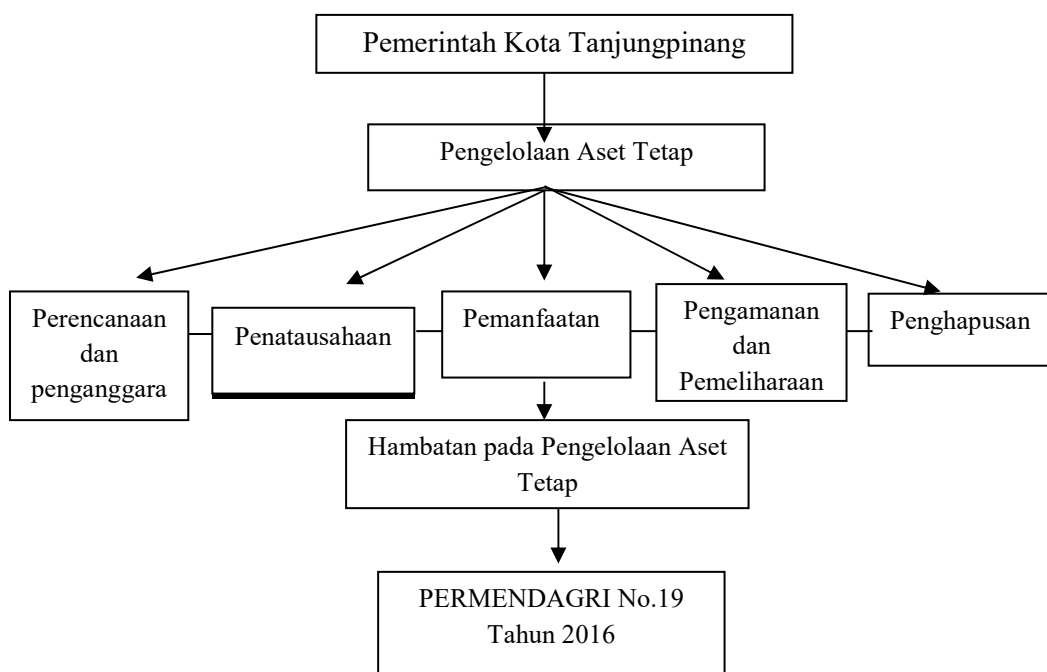 Pemerintah Kota Tanjungpinang
Pengelolaan Aset Tetap
Perencanaan
dan
penganggara
Penatausahaan
Pemanfaatan
Pengamanan
dan
Pemeliharaan
Penghapusan
Hambatan pada Pengelolaan Aset
Tetap
PERMENDAGRI No.19
Tahun 2016